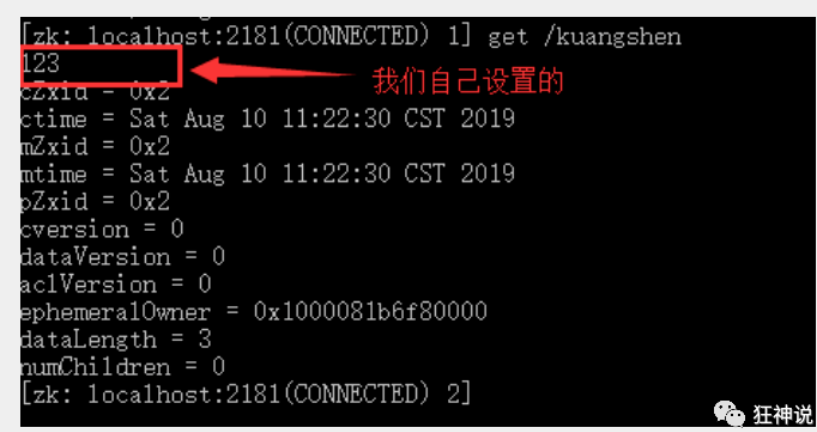 [zk: localhost:2181(CONNECTED) 1] get /kuangshen
123
我们自己设置的
cZxid = 0x2
ctime = Sat Aug 10 11:22:30 CST 2019
mZxid = 0x2
mtime = Sat Aug 10 11:22:30 CST 2019
pZxid = 0x2
cversion = 0
dataVersion = 0
aclVersion = 0
ephemeralOwner = 0x1000081b6f80000
dataLength = 3
numChildren = 0
[zk: localhost:2181(CONNECTED) 2]
狂神说